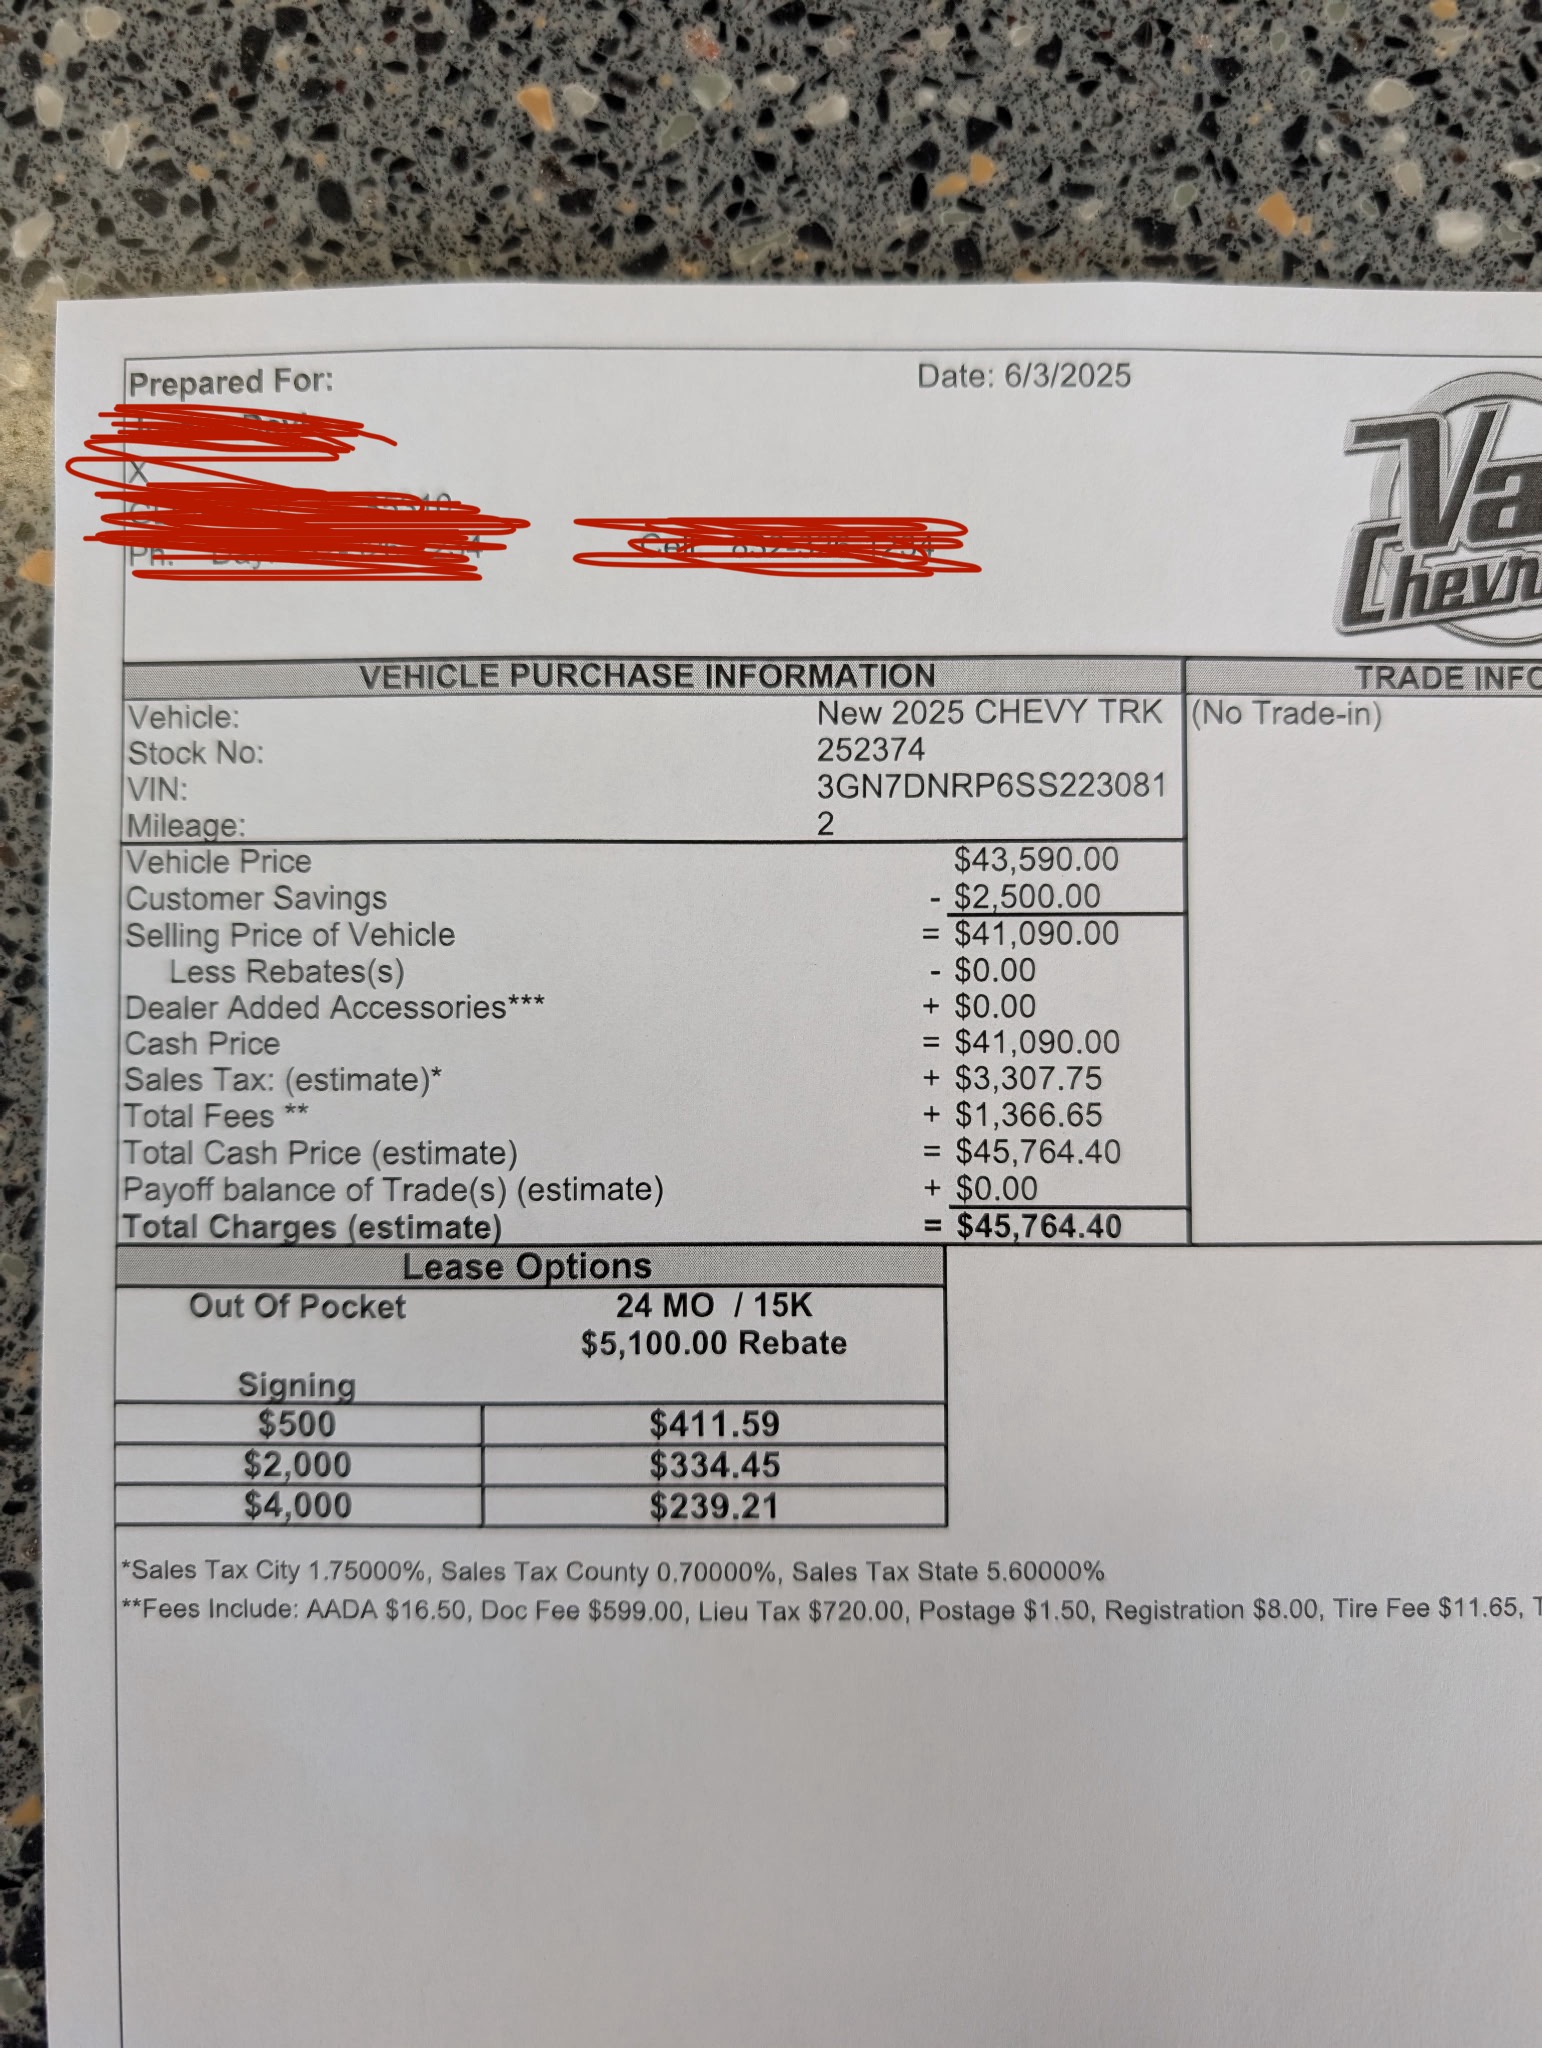 Prepared For:
Date: 6/3/2025
X
Ph.
VEHICLE PURCHASE INFORMATION
TRADE
Vehicle: New 2025 CHEVY TRK
(No Trade-in)
Stock No: 252374
VIN: 3GN7DNRP6SS223081
Mileage: 2
Vehicle Price $43,590.00
Customer Savings - $2,500.00
Selling Price of Vehicle = $41,090.00
Less Rebates(s) - $0.00
Dealer Added Accessories*** + $0.00
Cash Price = $41,090.00
Sales Tax: (estimate)* + $3,307.75
Total Fees ** + $1,366.65
Total Cash Price (estimate) = $45,764.40
Payoff balance of Trade(s) (estimate) + $0.00
Total Charges (estimate) = $45,764.40
Lease Options
Out Of Pocket 24 MO / 15K
$5,100.00 Rebate
Signing
$500 $411.59
$2,000 $334.45
$4,000 $239.21
*Sales Tax City 1.75000%, Sales Tax County 0.70000%, Sales Tax State 5.60000%
**Fees Include: AADA $16.50, Doc Fee $599.00, Lieu Tax $720.00, Postage $1.50, Registration $8.00, Tire Fee $11.65,